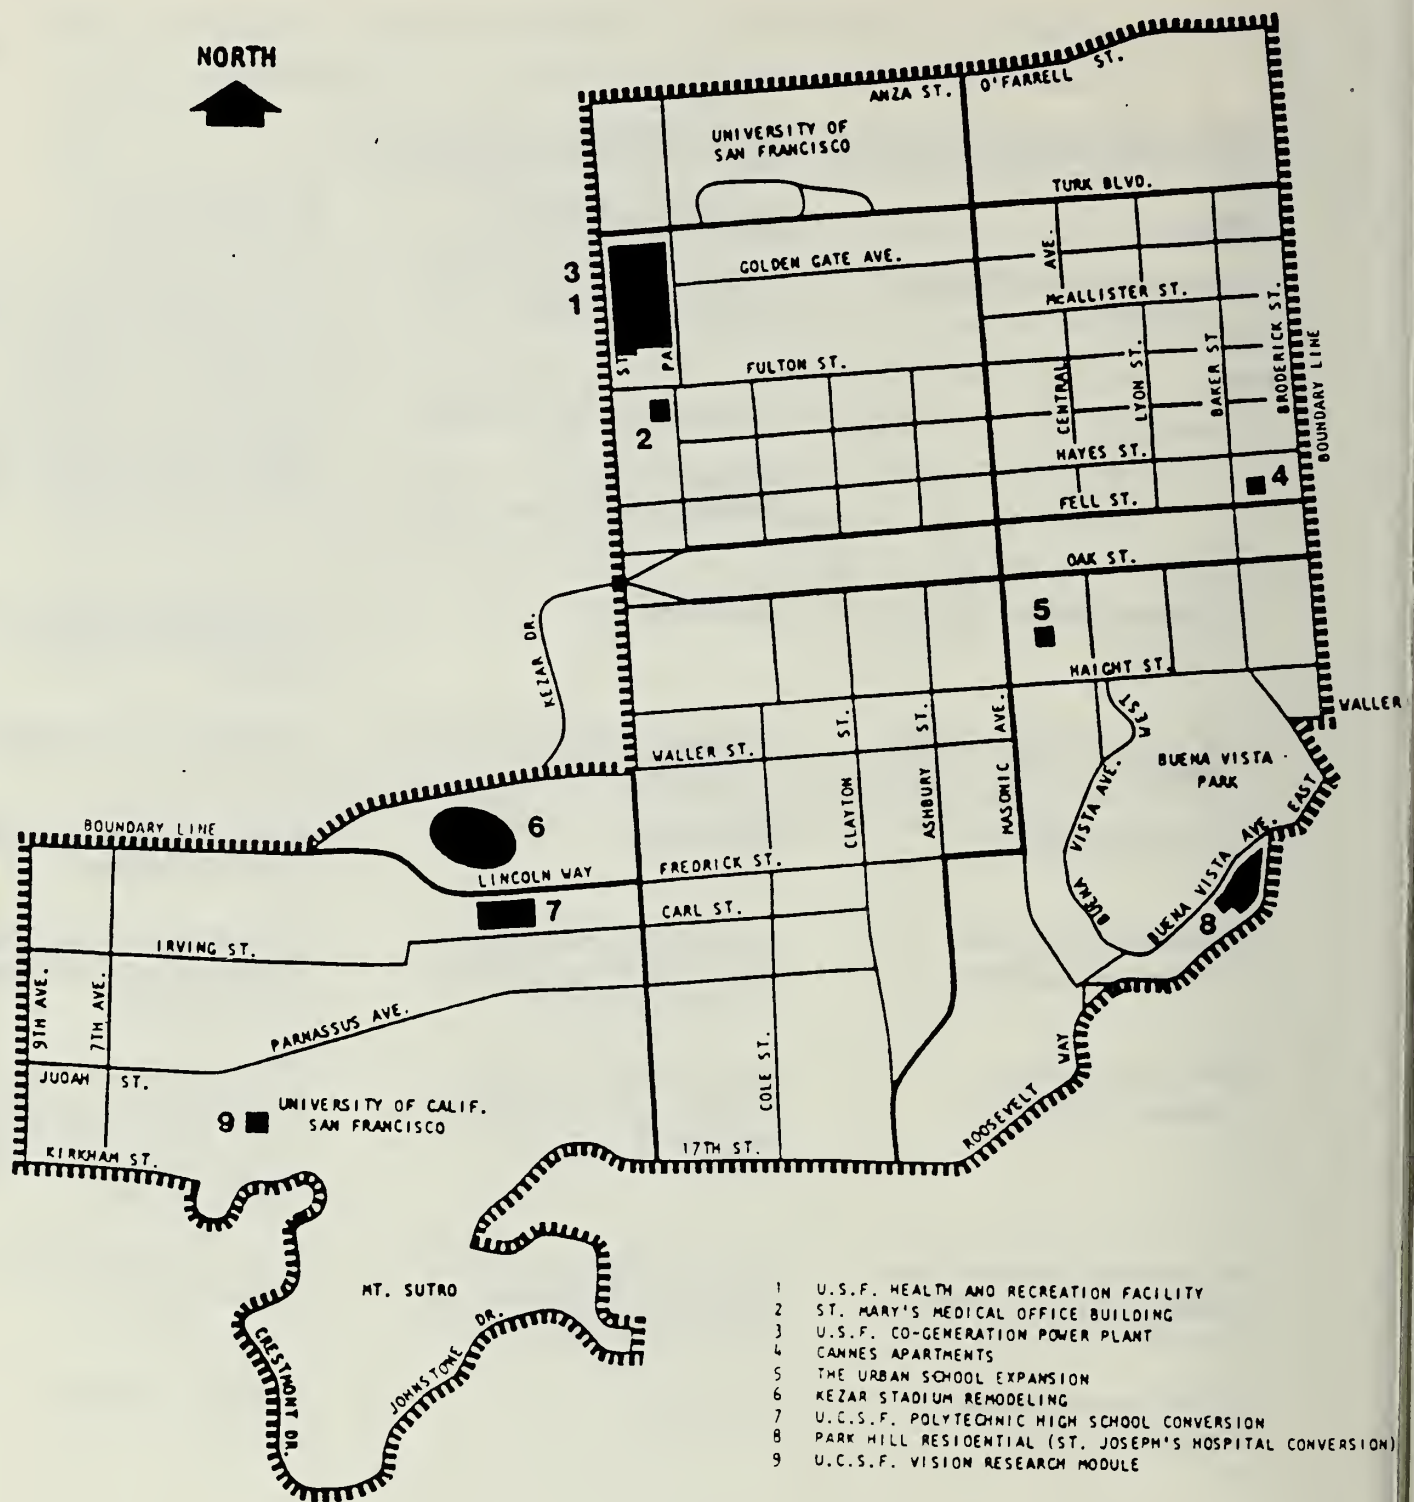 NORTH
ANZA ST.
O'FARRELL ST.
UNIVERSITY OF
SAN FRANCISCO
TURK BLVD.
GOLDEN GATE AVE.
AVE.
3
1
McALLISTER ST.
ST
PA
FULTON ST.
CENTRAL
LYON ST.
BAKER ST
BRODERICK ST.
BOUNDARY LINE
2
HAYES ST.
4
FELL ST.
OAK ST.
KEZAR DR.
5
HAIGHT ST.
WALLER
WALLER ST.
CLAYTON ST.
ASHBURY ST.
MASONIC AVE.
BUENA VISTA AVE. WEST
BUENA VISTA
PARK
BUENA VISTA AVE. EAST
BOUNDARY LINE
6
LINCOLN WAY
FREDRICK ST.
7
CARL ST.
8
IRVING ST.
9TH AVE.
7TH AVE.
PARNASSUS AVE.
JUDAH ST.
COLE ST.
ROOSEVELT WAY
9
UNIVERSITY OF CALIF.
SAN FRANCISCO
KIRKHAM ST.
17TH ST.
MT. SUTRO
CRESTMONT DR.
JOHNSTONE DR.
1 U.S.F. HEALTH AND RECREATION FACILITY
2 ST. MARY'S MEDICAL OFFICE BUILDING
3 U.S.F. CO-GENERATION POWER PLANT
4 CANNES APARTMENTS
5 THE URBAN SCHOOL EXPANSION
6 KEZAR STADIUM REMODELING
7 U.C.S.F. POLYTECHNIC HIGH SCHOOL CONVERSION
8 PARK HILL RESIDENTIAL (ST. JOSEPH'S HOSPITAL CONVERSION)
9 U.C.S.F. VISION RESEARCH MODULE